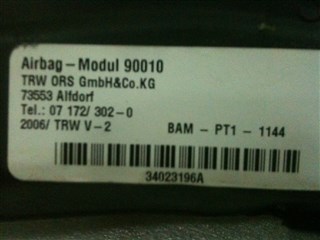 Airbag - Modul 90010
TRW ORS GmbH&Co.KG
73553 Alfdorf
Tel.: 07 172/ 302-0
2006/ TRW V-2 BAM - PT1 - 1144
34023196A